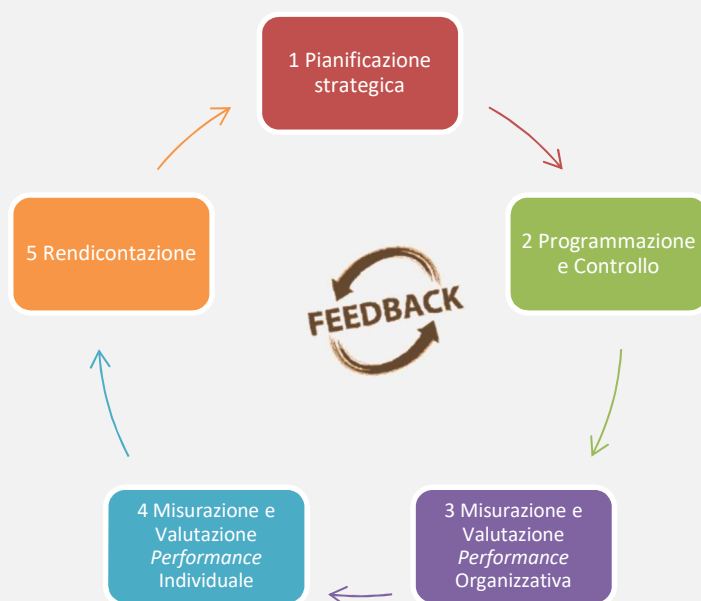 1 Pianificazione
strategica
2 Programmazione
e Controllo
3 Misurazione e
Valutazione
Performance
Organizzativa
4 Misurazione e
Valutazione
Performance
Individuale
5 Rendicontazione
FEEDBACK